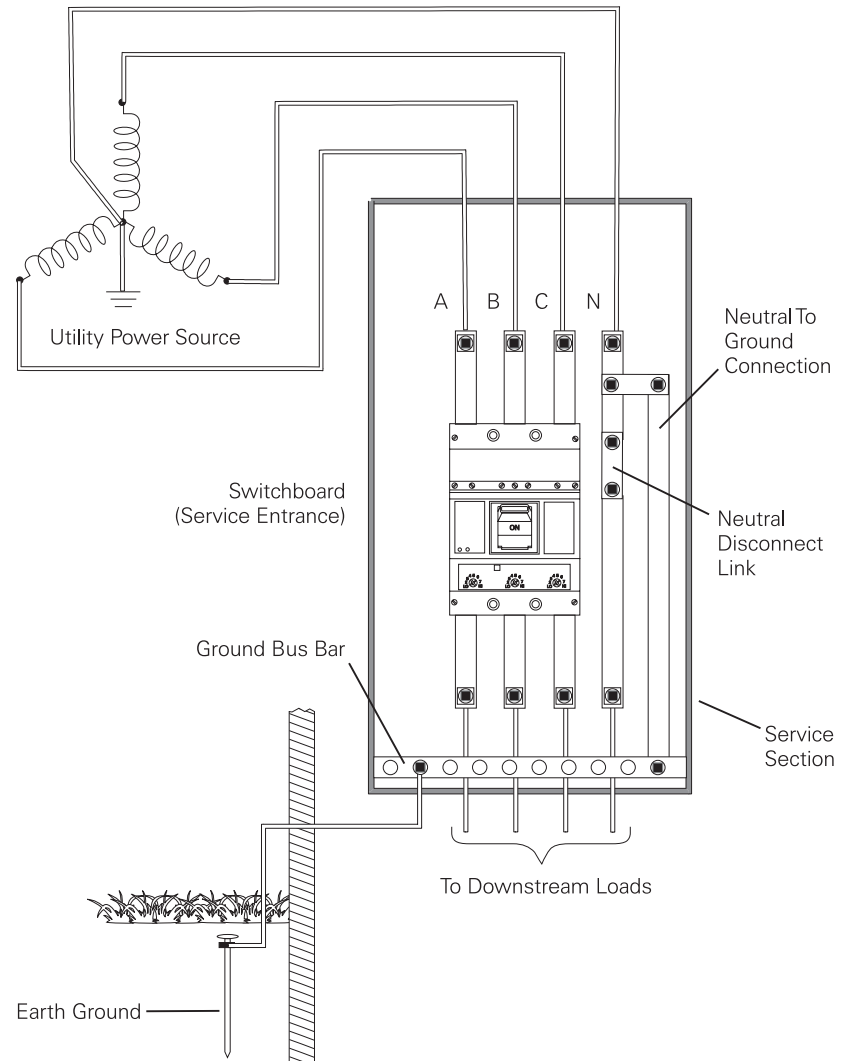 A B C N
Utility Power Source
Neutral To
Ground
Connection
Switchboard
(Service Entrance)
ON
Neutral
Disconnect
Link
Ground Bus Bar
Service
Section
To Downstream Loads
Earth Ground